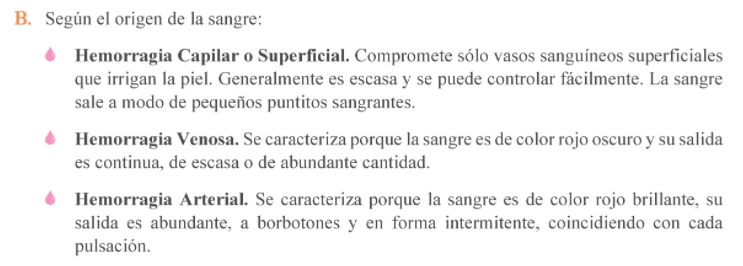 B. Según el origen de la sangre:
Hemorragia Capilar o Superficial. Compromete sólo vasos sanguíneos superficiales
que irrigan la piel. Generalmente es escasa y se puede controlar fácilmente. La sangre
sale a modo de pequeños puntitos sangrantes.
Hemorragia Venosa. Se caracteriza porque la sangre es de color rojo oscuro y su salida
es continua, de escasa o de abundante cantidad.
Hemorragia Arterial. Se caracteriza porque la sangre es de color rojo brillante, su
salida es abundante, a borbotones y en forma intermitente, coincidiendo con cada
pulsación.